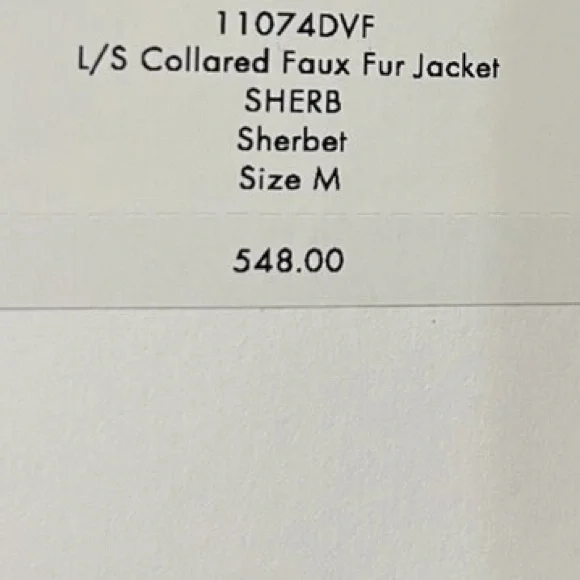 11074DVF
L/S Collared Faux Fur Jacket
SHERB
Sherbet
Size M
548.00